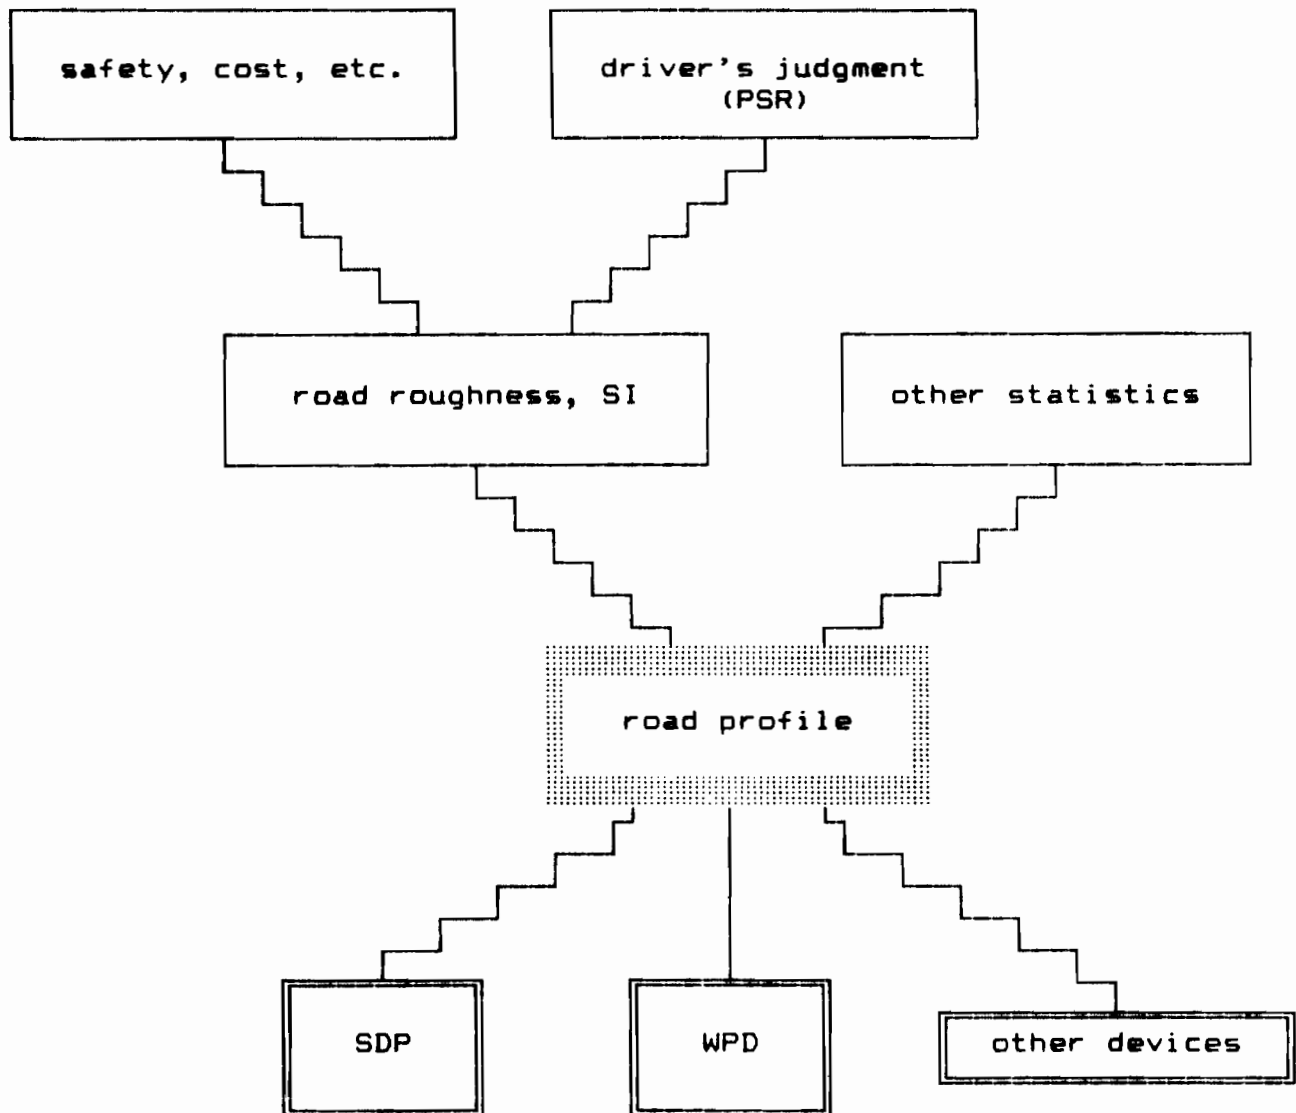 safety, cost, etc.
driver's judgment
(PSR)
road roughness, SI
other statistics
road profile
SDP
WPD
other devices